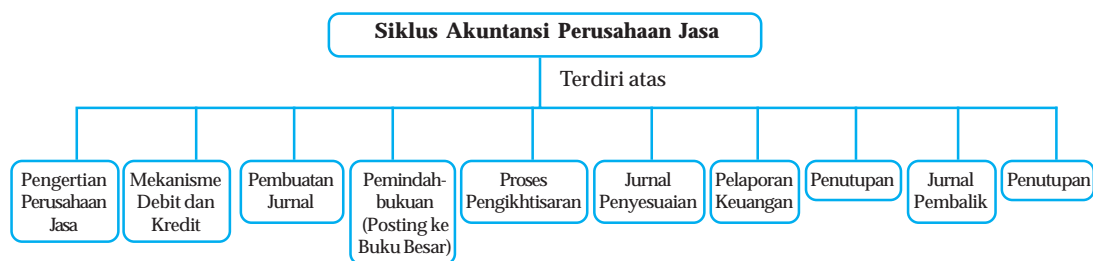 Siklus Akuntansi Perusahaan Jasa
Terdiri atas
Pengertian
Perusahaan
Jasa
Mekanisme
Debit dan
Kredit
Pembuatan
Jurnal
Pemindah-
bukuan
(Posting ke
Buku Besar)
Proses
Pengikhtisaran
Jurnal
Penyesuaian
Pelaporan
Keuangan
Penutupan
Jurnal
Pembalik
Penutupan